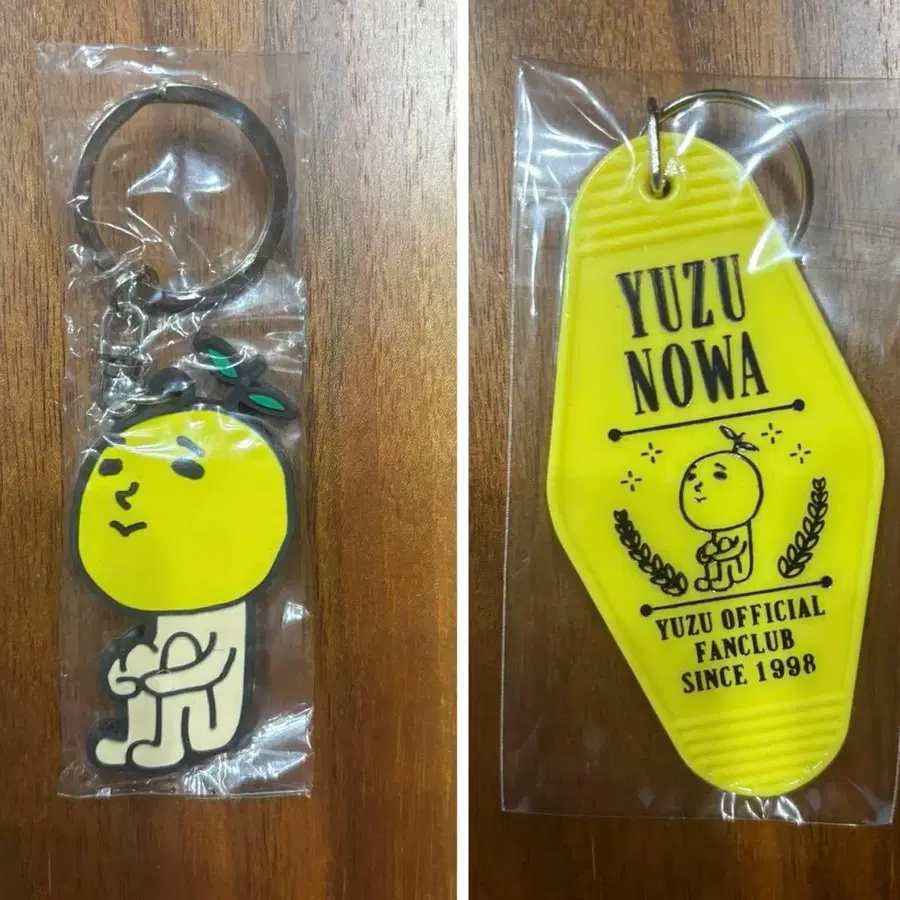 YUZU
NOWA
YUZU OFFICIAL
FANCLUB
SINCE 1998